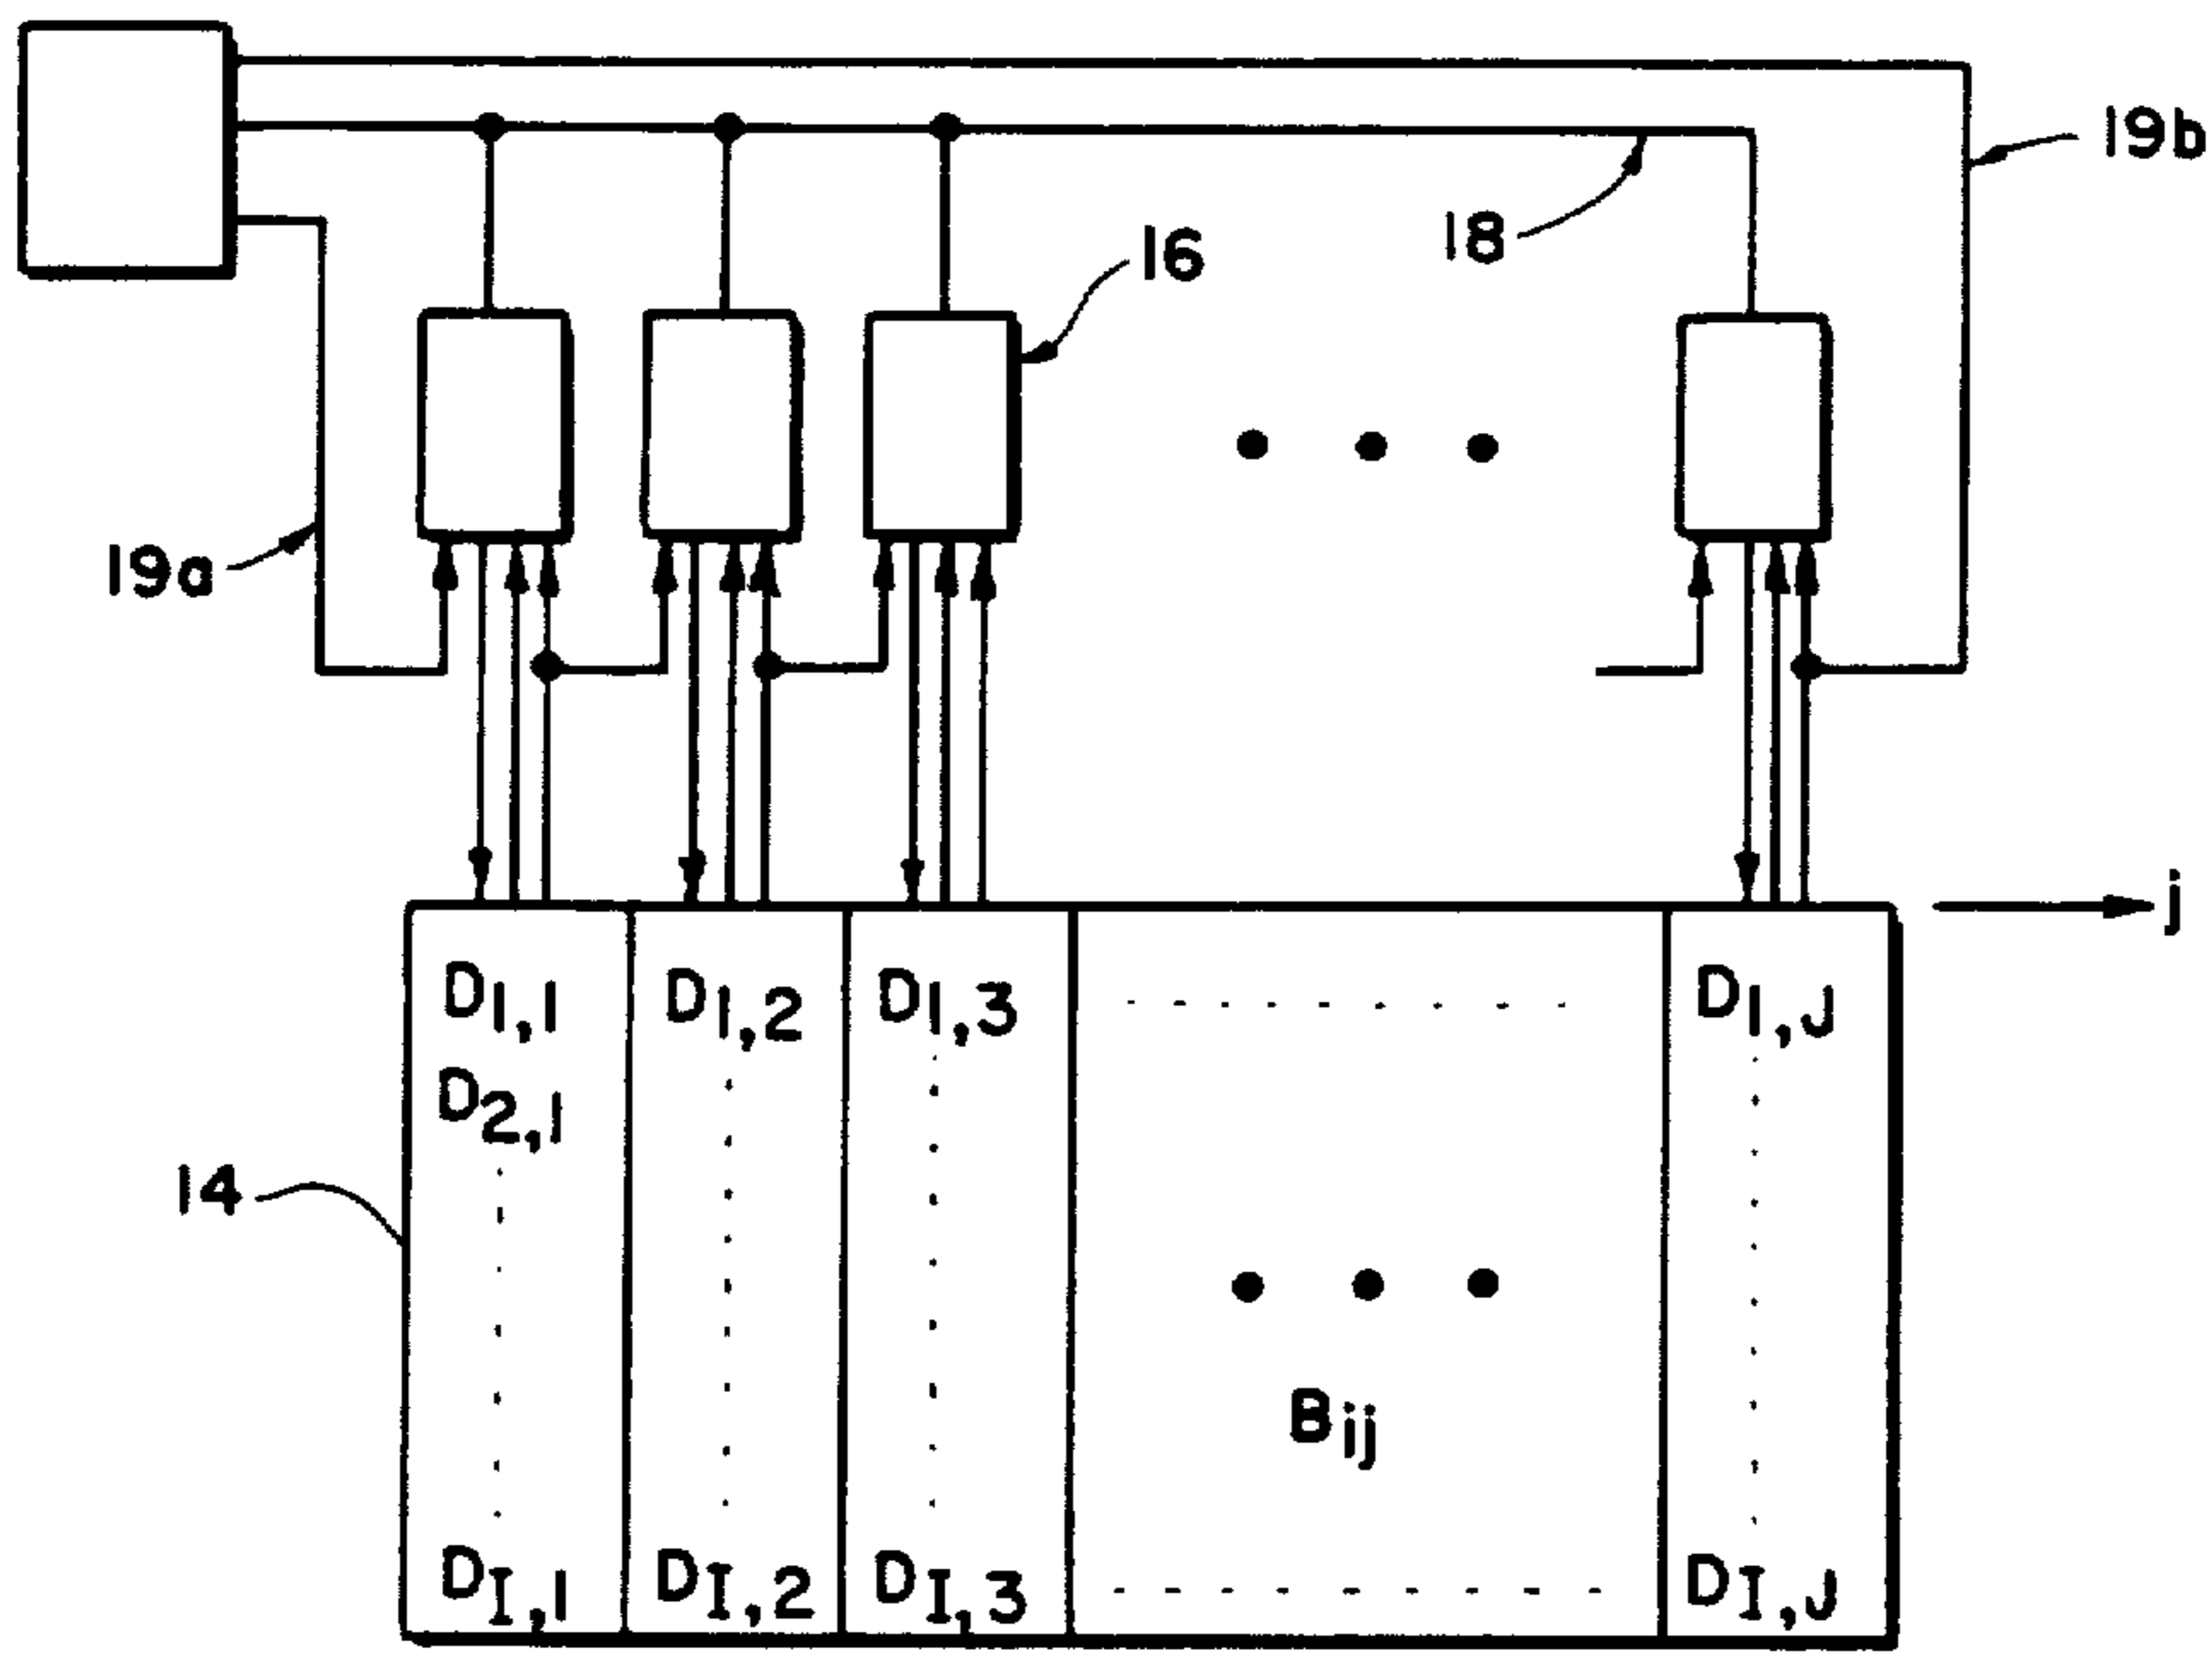 19b
18
16
19a
j
D1,1 D1,2 D1,3 D1,J
D2,1
14
Bij
DI,1 DI,2 DI,3 DI,J